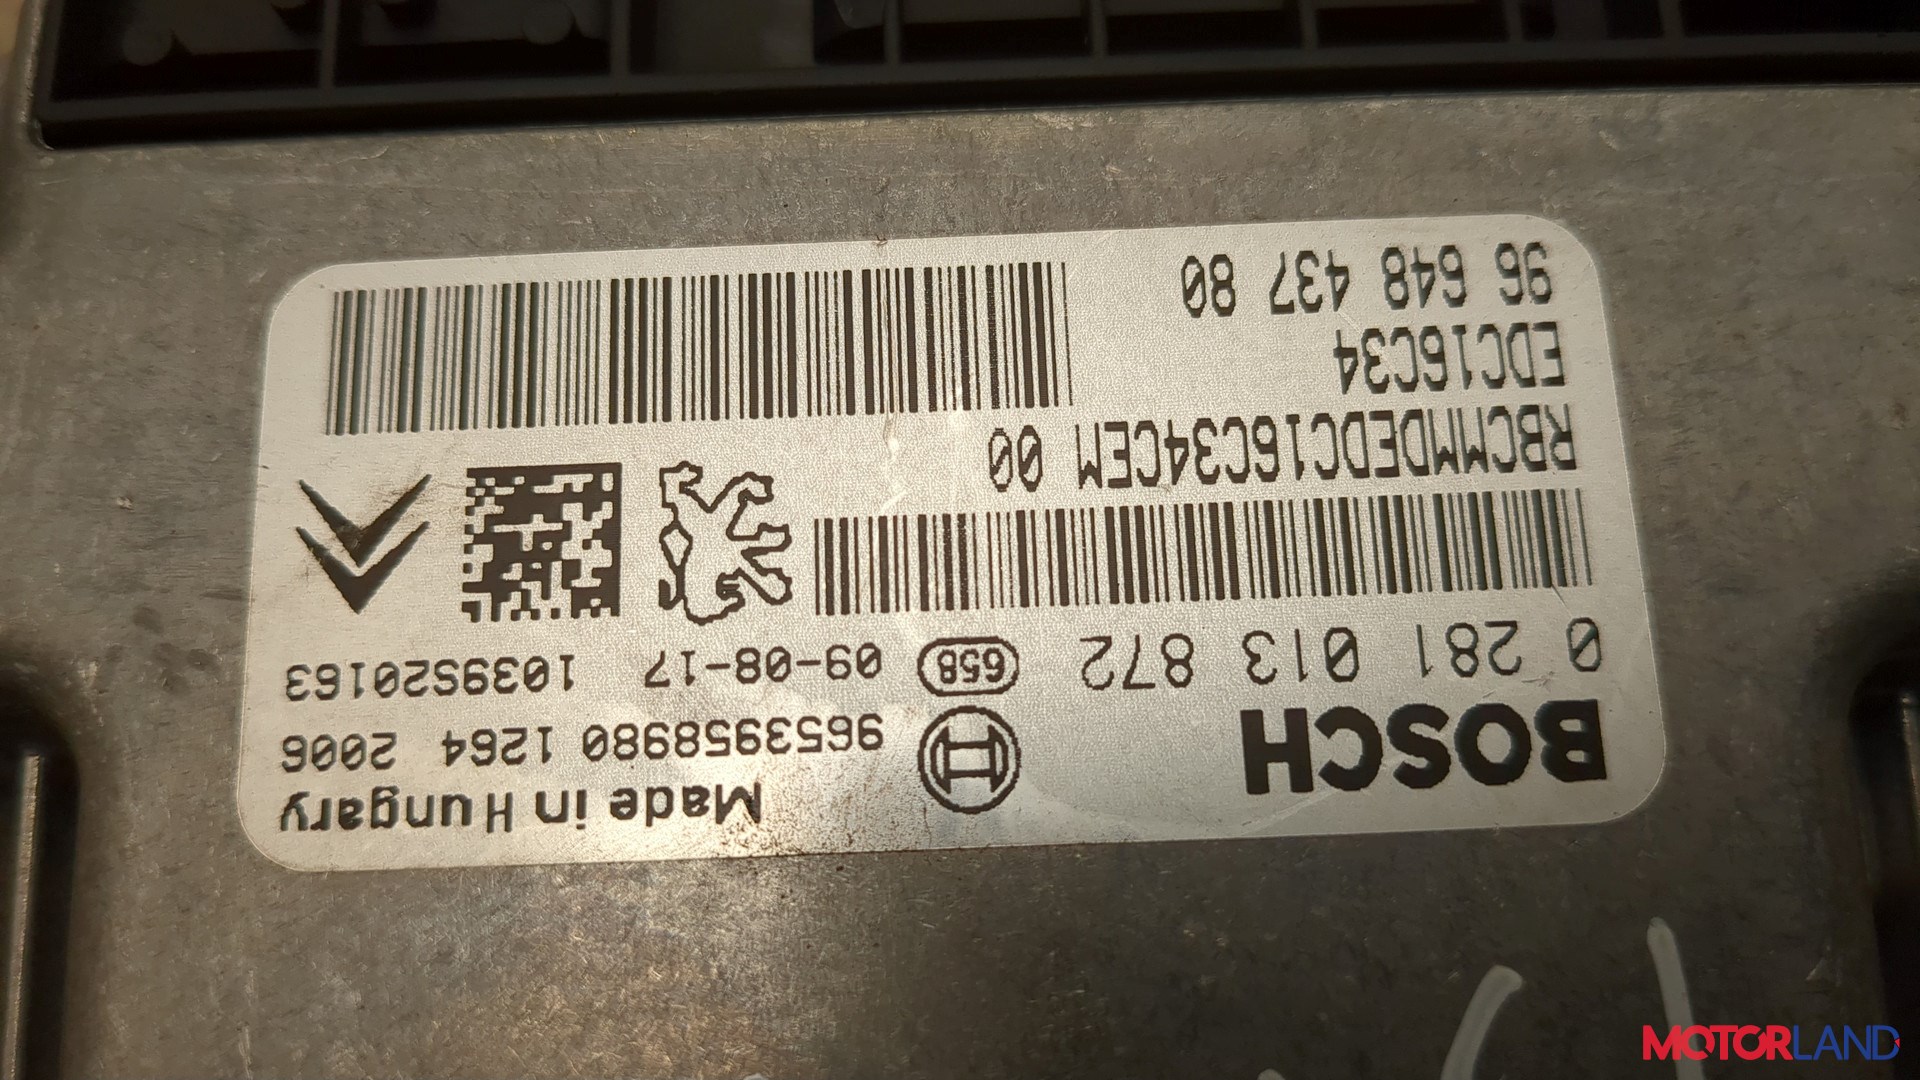 Made in Hungary
BOSCH
9653958980 1264 2006
0 281 013 872 658 09-08-17 1039S20163
RBCMMDEDC16C34CEM 00
EDC16C34
96 648 437 80
MOTORLAND